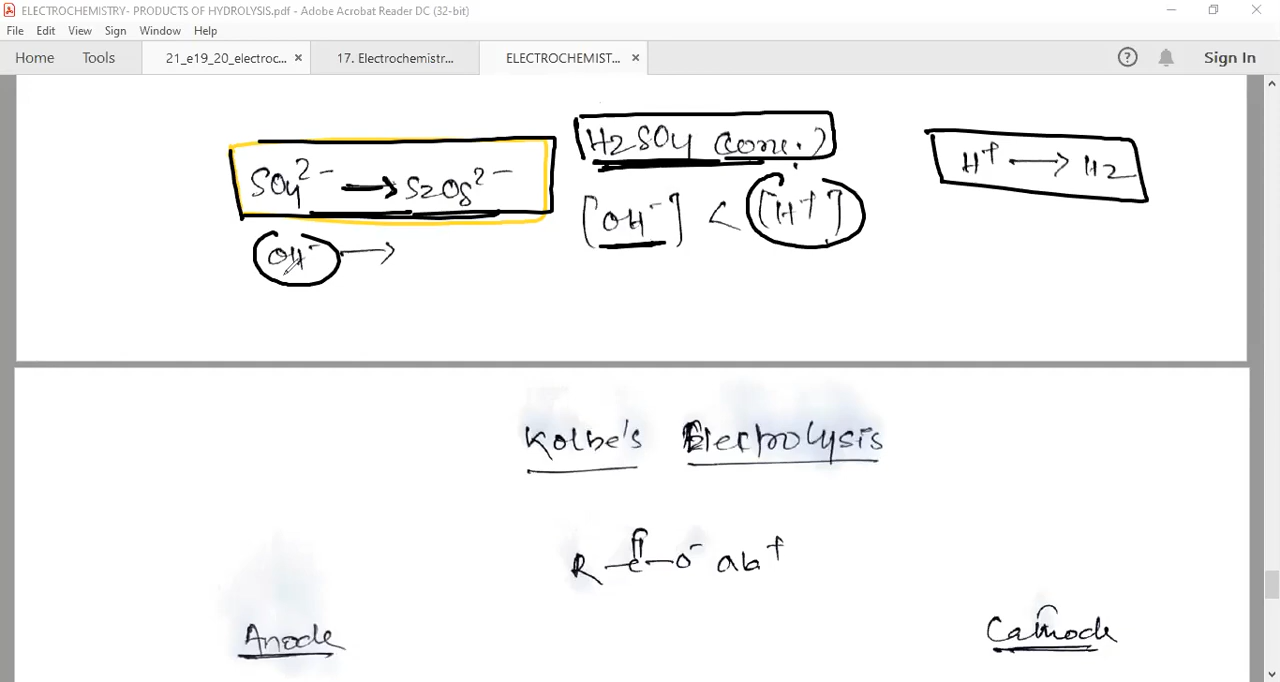 ELECTROCHEMISTRY- PRODUCTS OF HYDROLYSIS.pdf - Adobe Acrobat Reader DC (32-bit)
File Edit View Sign Window Help
Home Tools 21_e19_20_electroc... × 17. Electrochemistr... ELECTROCHEMIST... × Sign In
H2SO4 (conc.)
SO4²⁻ → S2O8²⁻
H⁺ → H2
[OH⁻] < [H⁺]
OH⁻ →
Kolbe's Electrolysis
R-C-O⁻ ab⁺
Anode
Cathode